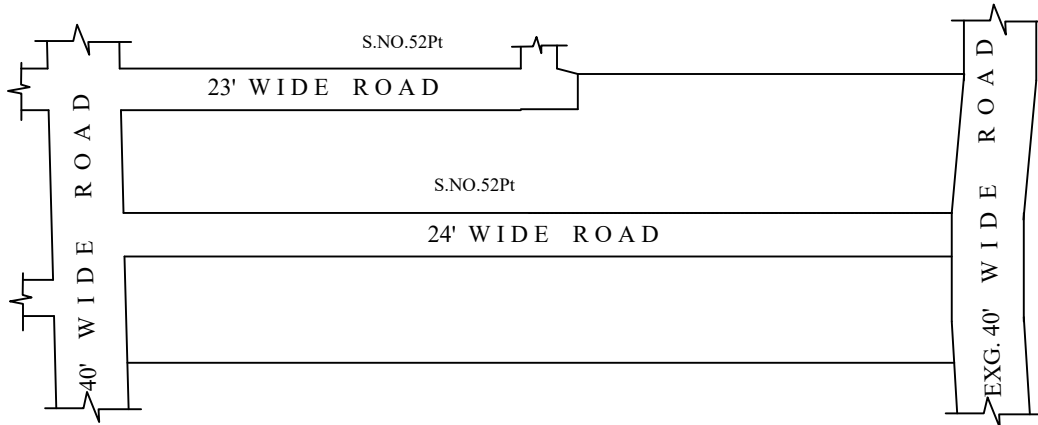 S.NO.52Pt
23' WIDE ROAD
S.NO.52Pt
24' WIDE ROAD
40' WIDE ROAD
EXG. 40' WIDE ROAD